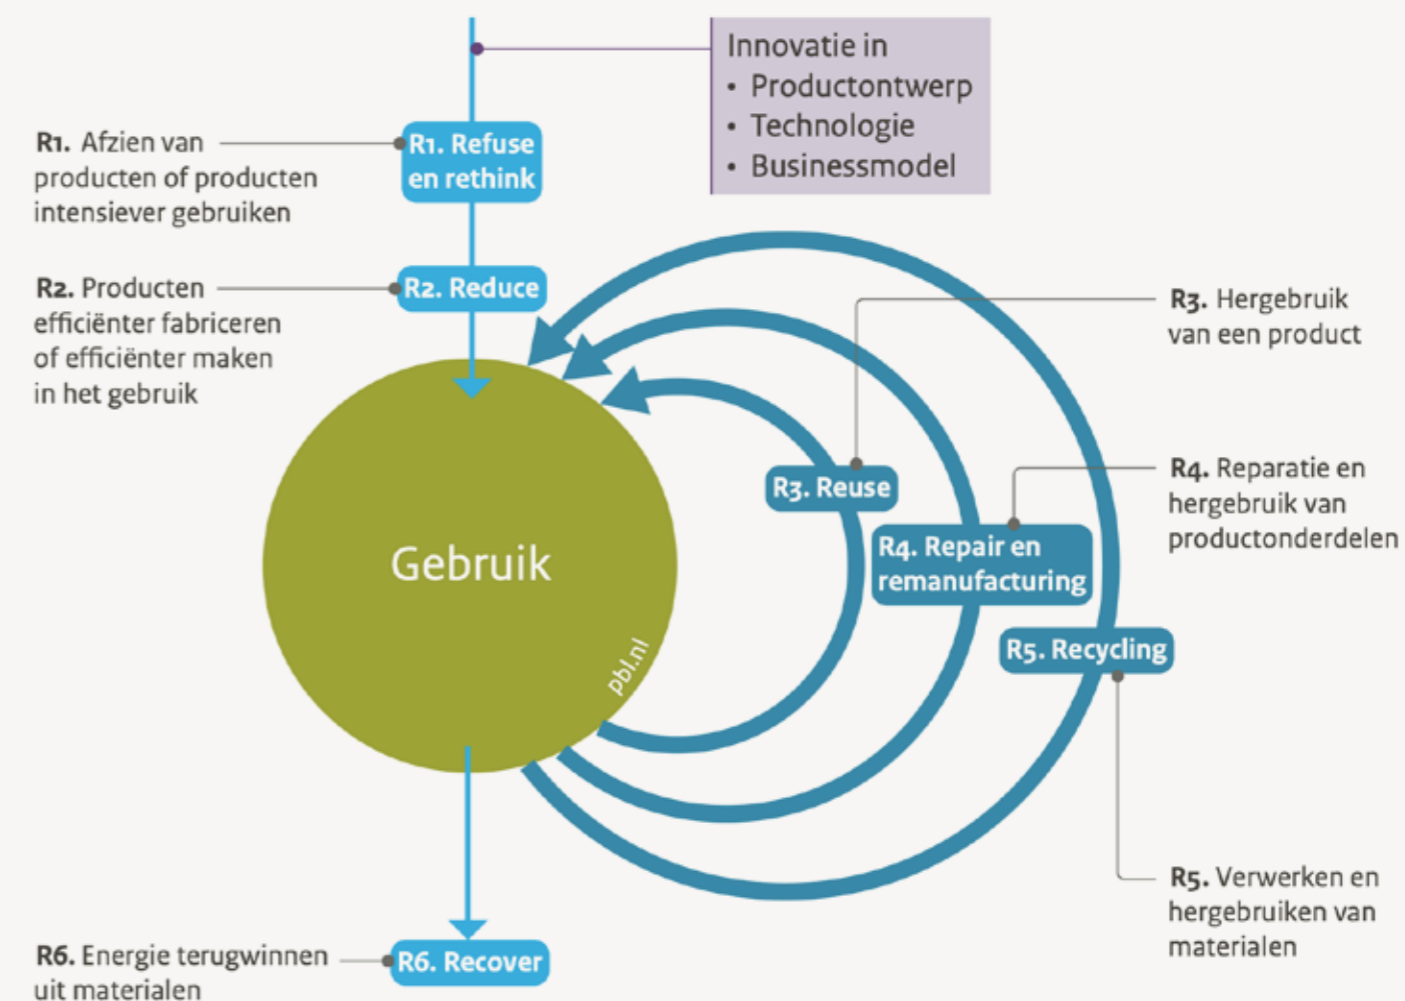 Innovatie in
• Productontwerp
• Technologie
• Businessmodel
R1. Afzien van
producten of producten
intensiever gebruiken
R1. Refuse
en rethink
R2. Producten
efficiënter fabriceren
of efficiënter maken
in het gebruik
R2. Reduce
R3. Hergebruik
van een product
R3. Reuse
R4. Reparatie en
hergebruik van
productonderdelen
R4. Repair en
remanufacturing
Gebruik
pbl.nl
R5. Recycling
R5. Verwerken en
hergebruiken van
materialen
R6. Energie terugwinnen
uit materialen
R6. Recover